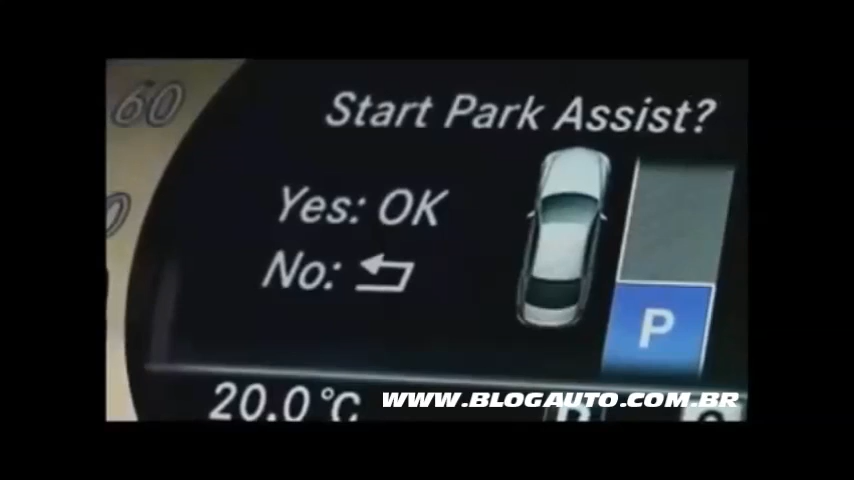 60
Start Park Assist?
Yes: OK
No:
P
20.0°C
WWW.BLOGAUTO.COM.BR